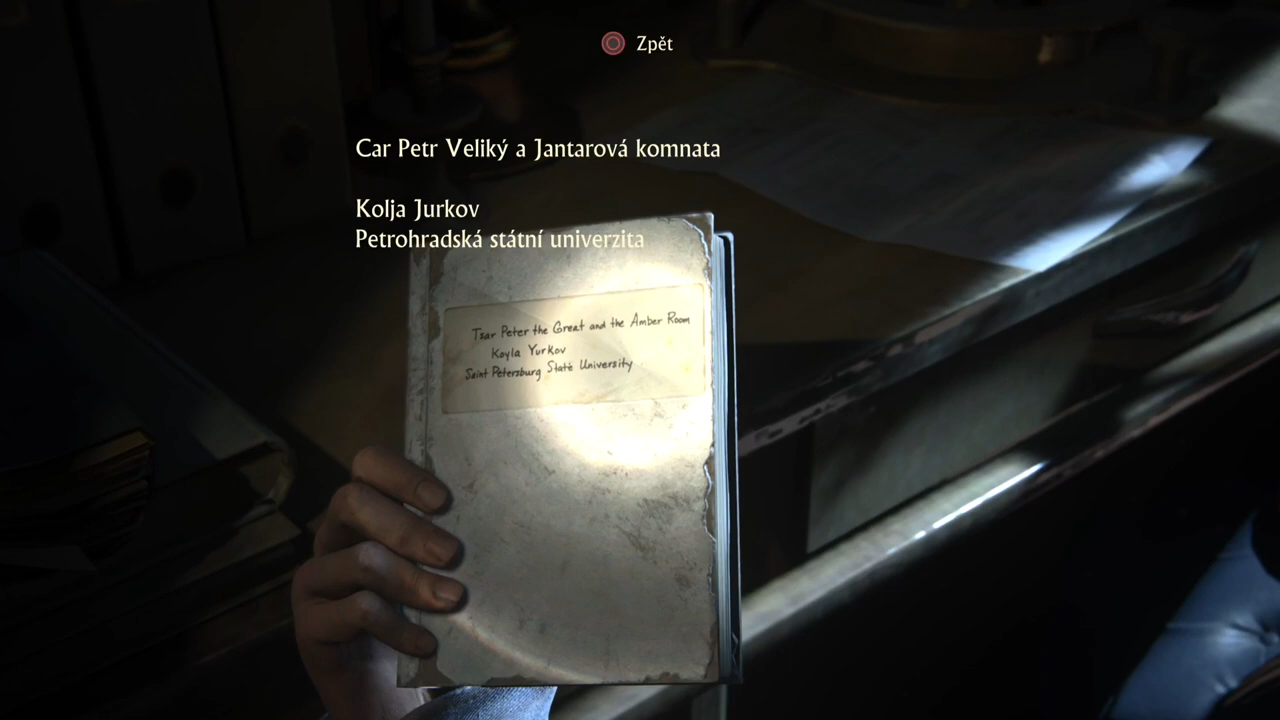 Zpět
Car Petr Veliký a Jantarová komnata
Kolja Jurkov
Petrohradská státní univerzita
Tsar Peter the Great and the Amber Room
Koyla Yurkov
Saint Petersburg State University